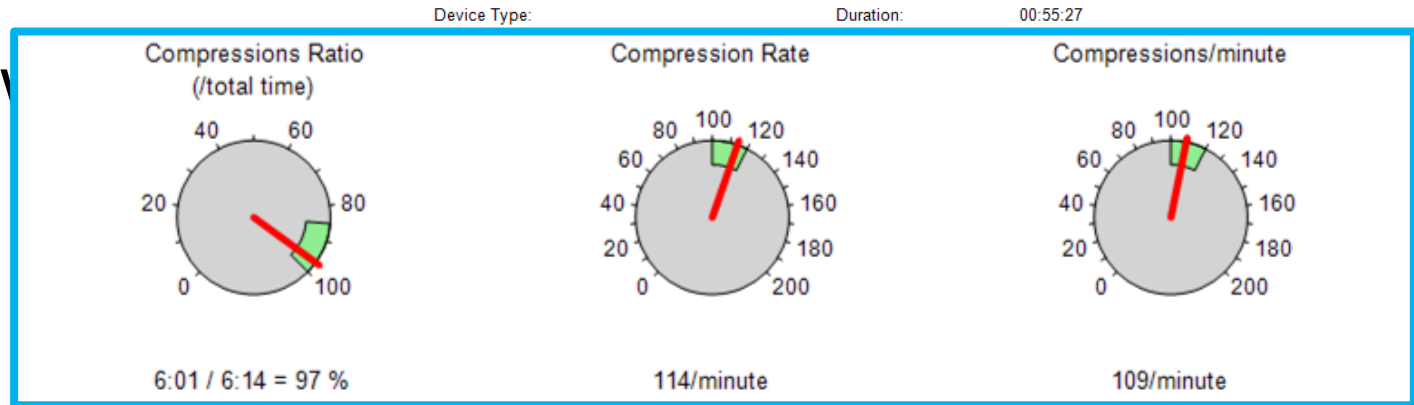 Device Type: Duration: 00:55:27
Compressions Ratio
(/total time)
0 20 40 60 80 100
6:01 / 6:14 = 97 %
Compression Rate
0 20 40 60 80 100 120 140 160 180 200
114/minute
Compressions/minute
0 20 40 60 80 100 120 140 160 180 200
109/minute